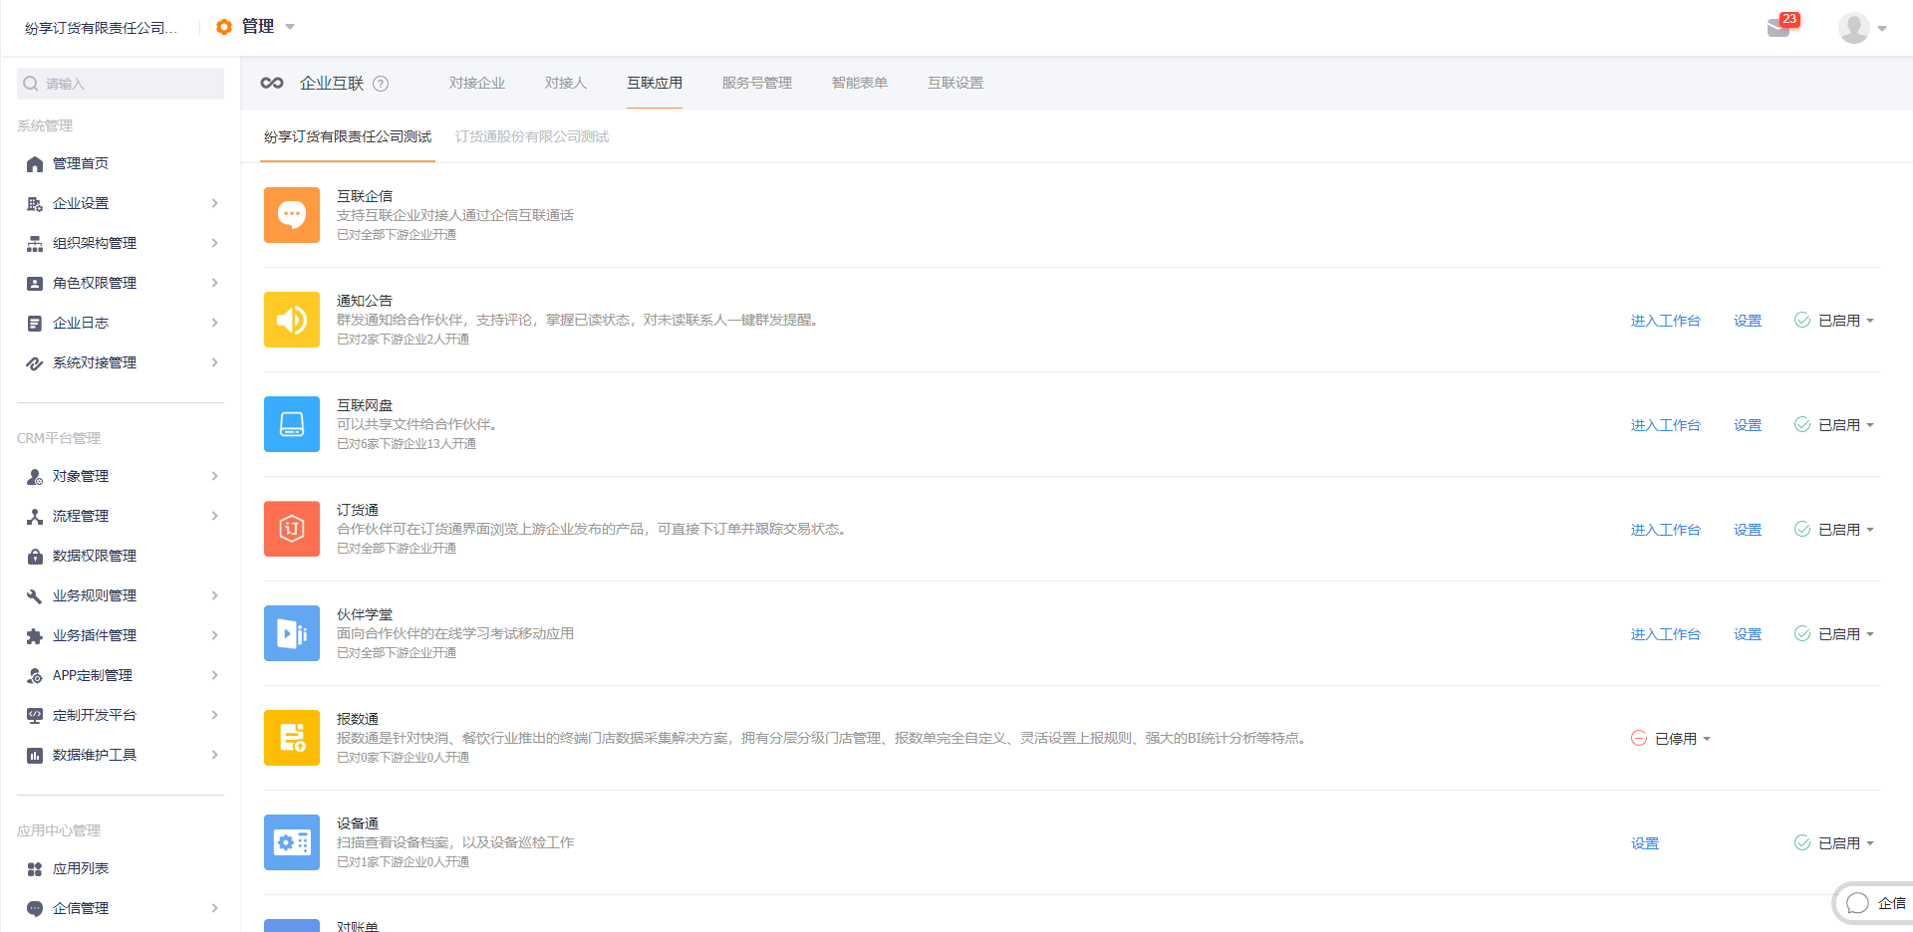 纷享订货有限责任公司...
管理
23
请输入
系统管理
管理首页
企业设置
组织架构管理
角色权限管理
企业日志
系统对接管理
CRM平台管理
对象管理
流程管理
数据权限管理
业务规则管理
业务插件管理
APP定制管理
定制开发平台
数据维护工具
应用中心管理
应用列表
企信管理
企业互联 ? 对接企业 对接人 互联应用 服务号管理 智能表单 互联设置
纷享订货有限责任公司测试 订货通股份有限公司测试
互联企信
支持互联企业对接人通过企信互联通话
已对全部下游企业开通
通知公告
群发通知给合作伙伴，支持评论，掌握已读状态，对未读联系人一键群发提醒。
已对2家下游企业2人开通
进入工作台 设置 已启用
互联网盘
可以共享文件给合作伙伴。
已对6家下游企业13人开通
进入工作台 设置 已启用
订
订货通
合作伙伴可在订货通界面浏览上游企业发布的产品，可直接下订单并跟踪交易状态。
已对全部下游企业开通
进入工作台 设置 已启用
伙伴学堂
面向合作伙伴的在线学习考试移动应用
已对全部下游企业开通
进入工作台 设置 已启用
报数通
报数通是针对快消、餐饮行业推出的终端门店数据采集解决方案，拥有分层分级门店管理、报数单完全自定义、灵活设置上报规则、强大的BI统计分析等特点。
已对0家下游企业0人开通
已停用
设备通
扫描查看设备档案，以及设备巡检工作
已对1家下游企业0人开通
设置 已启用
对账单
企信